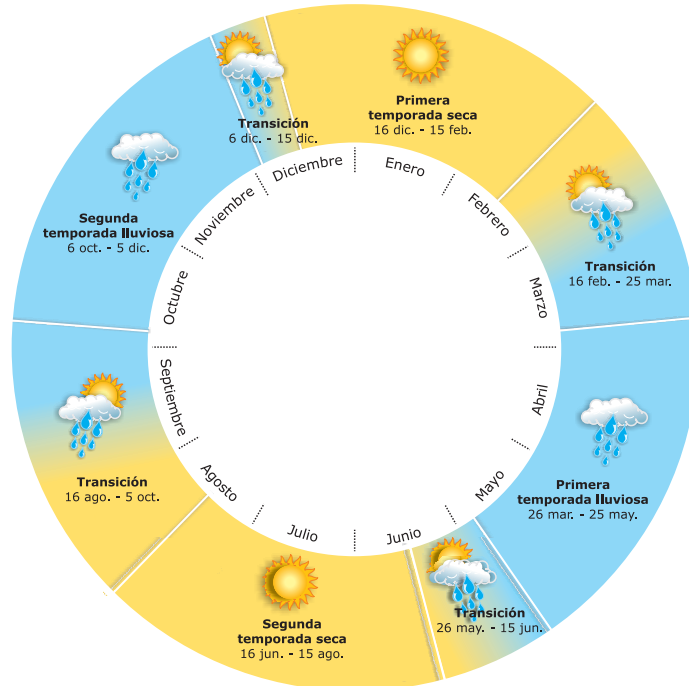 Primera
temporada seca
16 dic. - 15 feb.
Transición
16 feb. - 25 mar.
Primera
temporada lluviosa
26 mar. - 25 may.
Transición
26 may. - 15 jun.
Segunda
temporada seca
16 jun. - 15 ago.
Transición
16 ago. - 5 oct.
Segunda
temporada lluviosa
6 oct. - 5 dic.
Transición
6 dic. - 15 dic.
Enero
Febrero
Marzo
Abril
Mayo
Junio
Julio
Agosto
Septiembre
Octubre
Noviembre
Diciembre